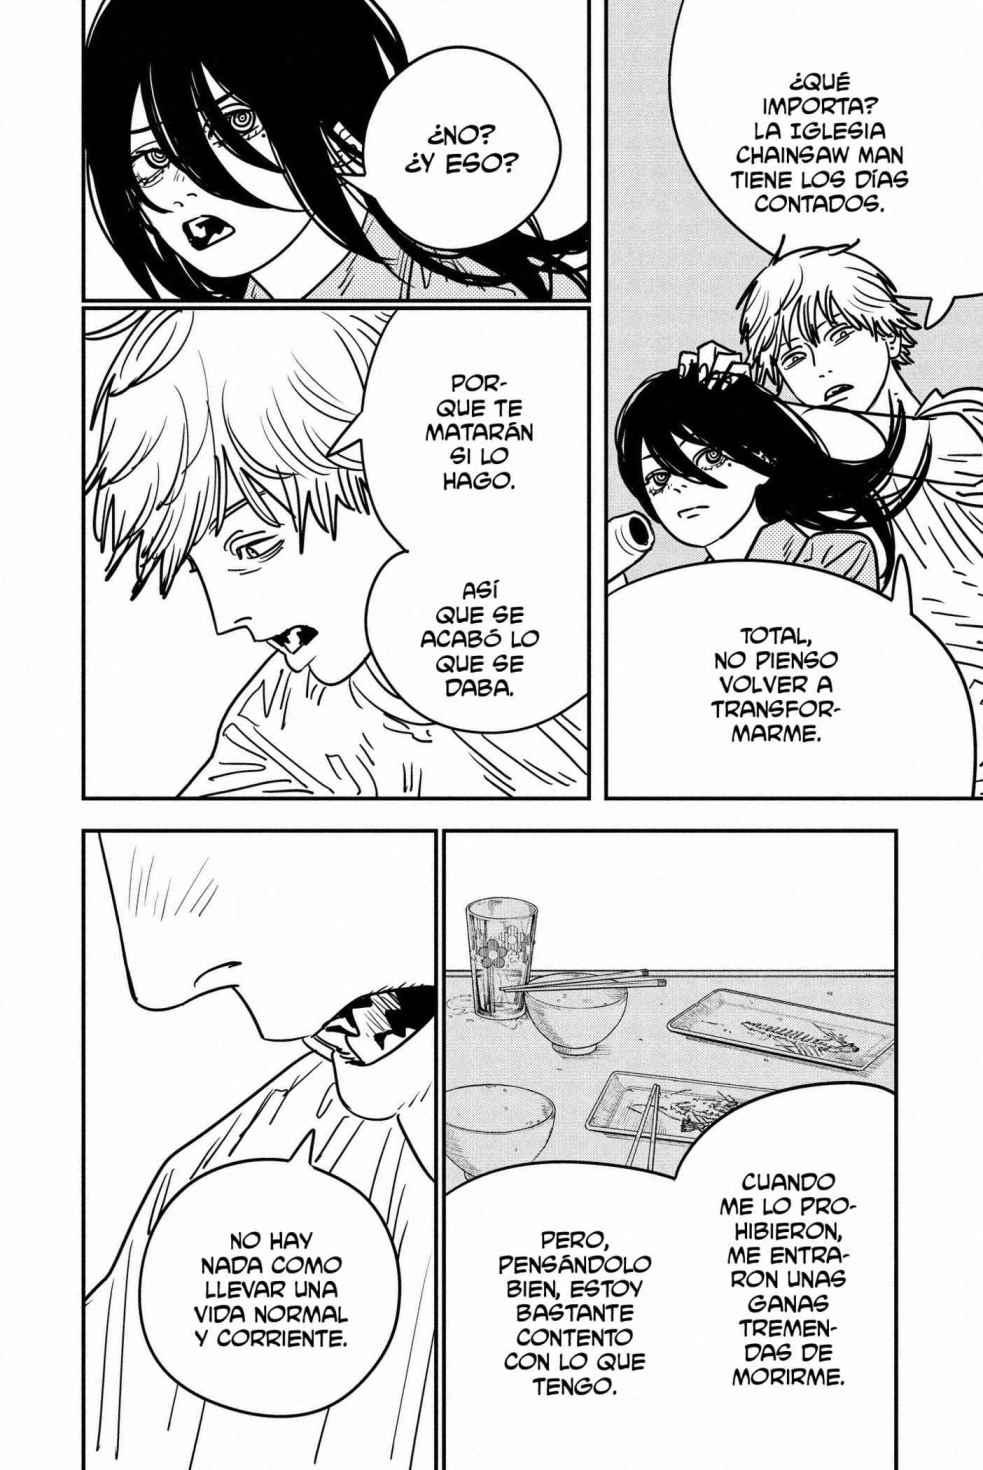 ¿QUÉ
IMPORTA?
LA IGLESIA
CHAINSAW MAN
TIENE LOS DÍAS
CONTADOS.
TOTAL,
NO PIENSO
VOLVER A
TRANSFOR-
MARME.
¿NO?
¿Y ESO?
POR-
QUE TE
MATARÁN
SI LO
HAGO.
ASÍ
QUE SE
ACABÓ LO
QUE SE
DABA.
CUANDO
ME LO PRO-
HIBIERON,
ME ENTRA-
RON UNAS
GANAS
TREMEN-
DAS DE
MORIRME.
PERO,
PENSÁNDOLO
BIEN, ESTOY
BASTANTE
CONTENTO
CON LO QUE
TENGO.
NO HAY
NADA COMO
LLEVAR UNA
VIDA NORMAL
Y CORRIENTE.